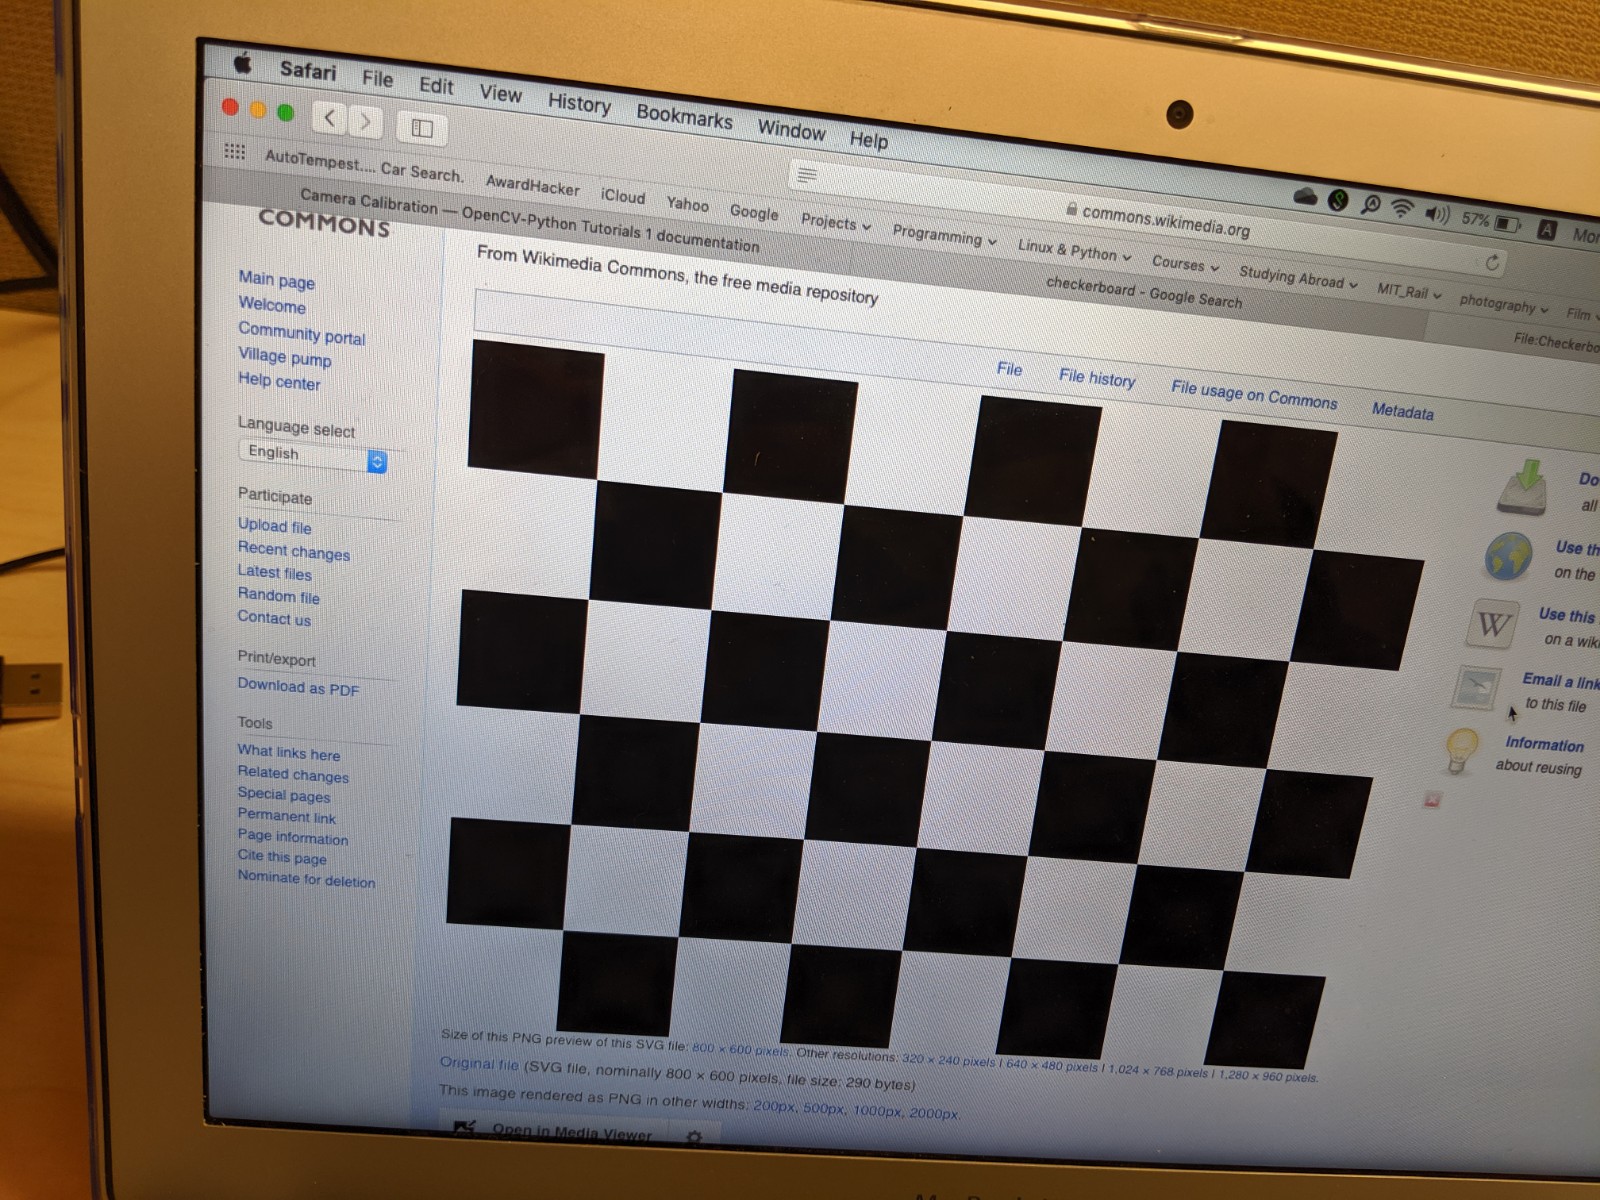 Safari File Edit View History Bookmarks Window Help
57% A
commons.wikimedia.org
AutoTempest.... Car Search. AwardHacker iCloud Yahoo Google Projects Programming Linux & Python Courses Studying Abroad MIT_Rail photography Film
Camera Calibration — OpenCV-Python Tutorials 1 documentation
checkerboard - Google Search
COMMONS
From Wikimedia Commons, the free media repository
Main page
Welcome
Community portal
Village pump
Help center
Language select
English
Participate
Upload file
Recent changes
Latest files
Random file
Contact us
Print/export
Download as PDF
Tools
What links here
Related changes
Special pages
Permanent link
Page information
Cite this page
Nominate for deletion
File File history File usage on Commons Metadata
all
on the
W
Use this
on a
Email a link
to this file
Information
about reusing
Size of this PNG preview of this SVG file: 800 × 600 pixels. Other resolutions: 320 × 240 pixels | 640 × 480 pixels | 1,024 × 768 pixels | 1,280 × 960 pixels.
Original file (SVG file, nominally 800 × 600 pixels, file size: 290 bytes)
This image rendered as PNG in other widths: 200px, 500px, 1000px, 2000px.
Open in Media Viewer